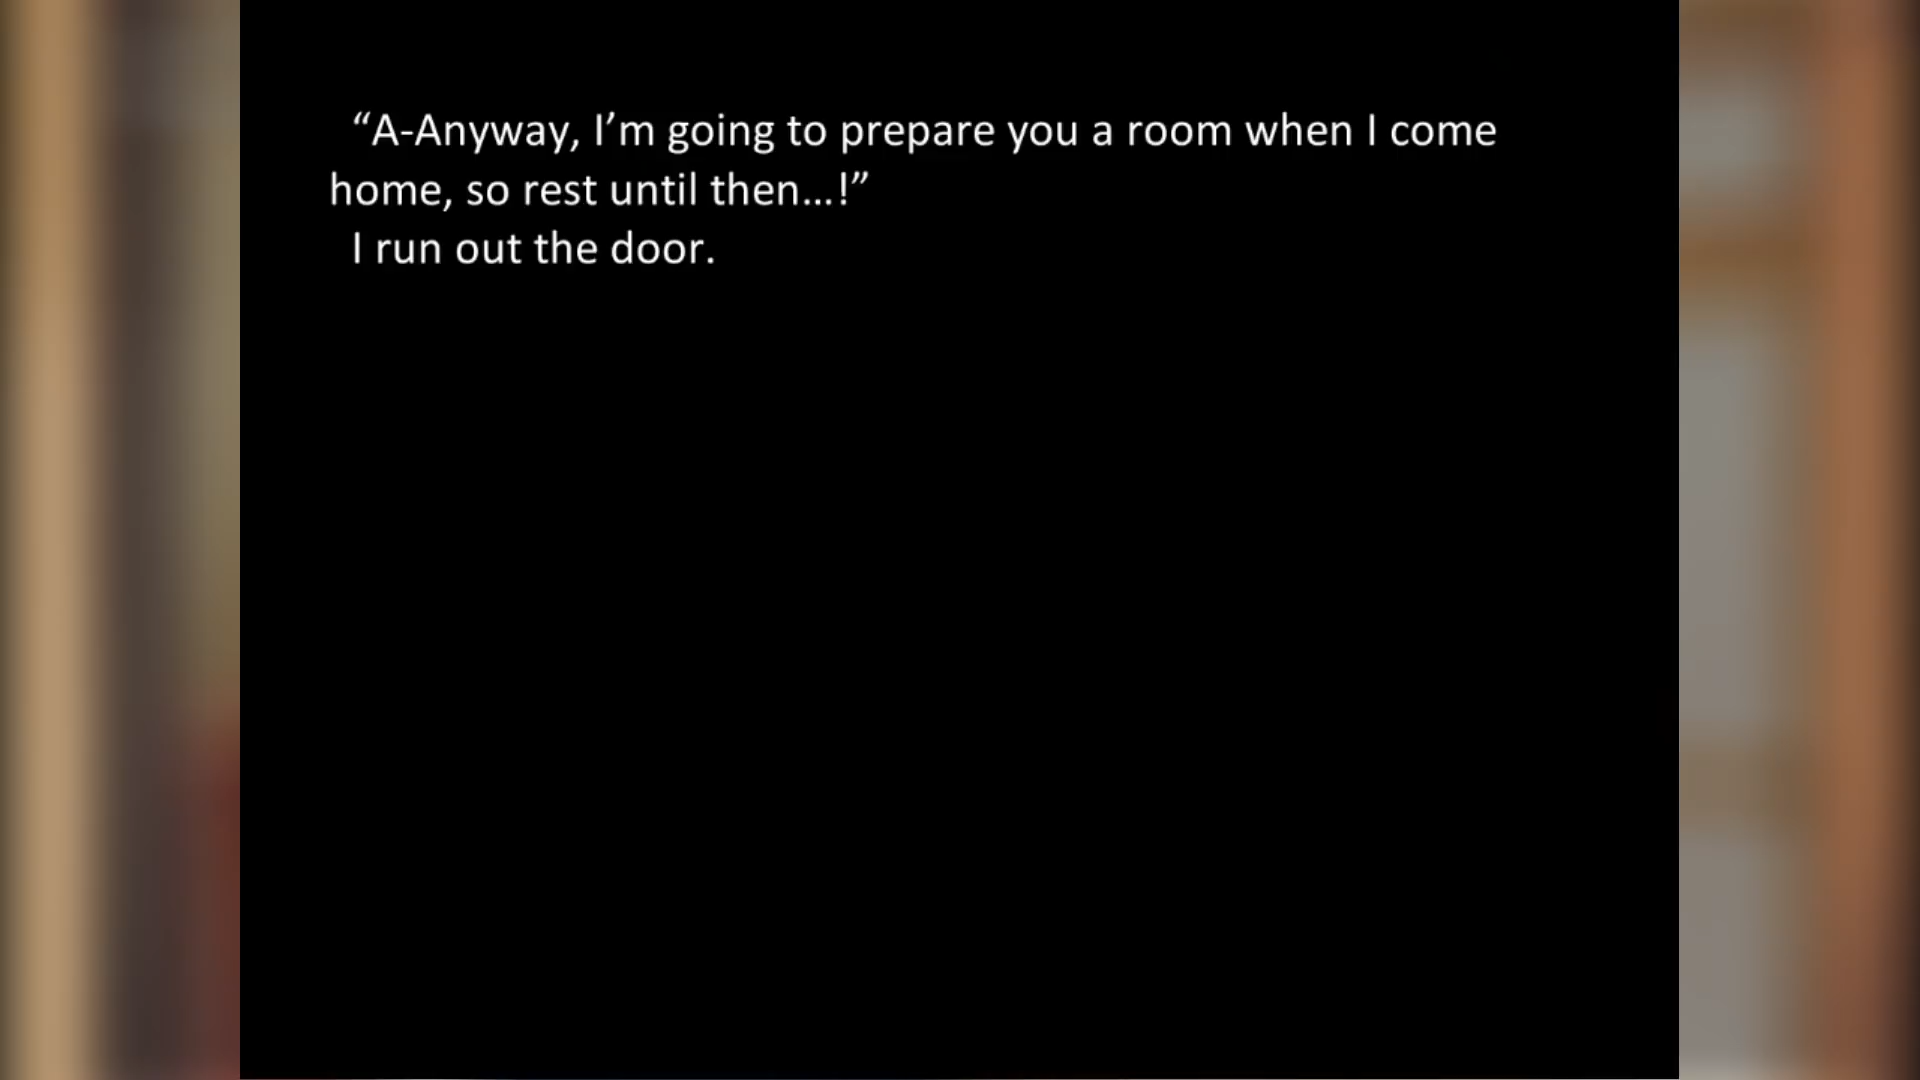 “A-Anyway, I’m going to prepare you a room when I come
home, so rest until then...!”
I run out the door.